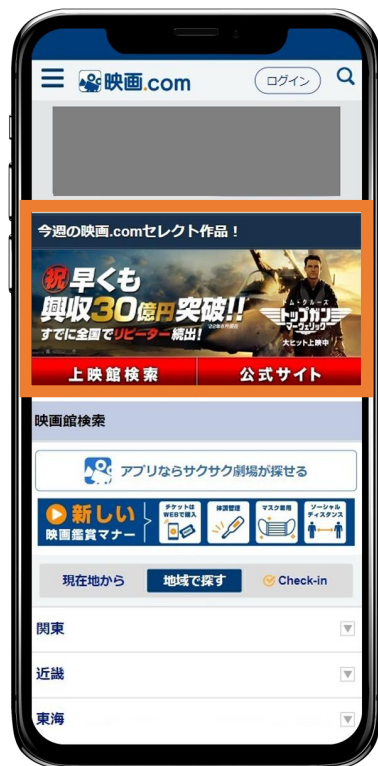 映画.com
ログイン
今週の映画.comセレクト作品！
祝 早くも
興収30億円突破!!
すでに全国でリピーター続出!
トム・クルーズ
トップガン
マーヴェリック
大ヒット上映中
上映館検索
公式サイト
映画館検索
アプリならサクサク劇場が探せる
新しい
映画鑑賞マナー
チケットは
WEBで購入
体調管理
マスク着用
ソーシャル
ディスタンス
現在地から
地域で探す
Check-in
関東
近畿
東海